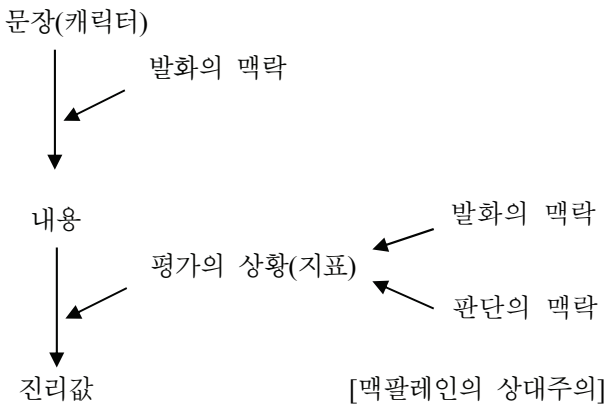 문장(캐릭터)
발화의 맥락
내용
발화의 맥락
평가의 상황(지표)
판단의 맥락
진리값
[맥팔레인의 상대주의]